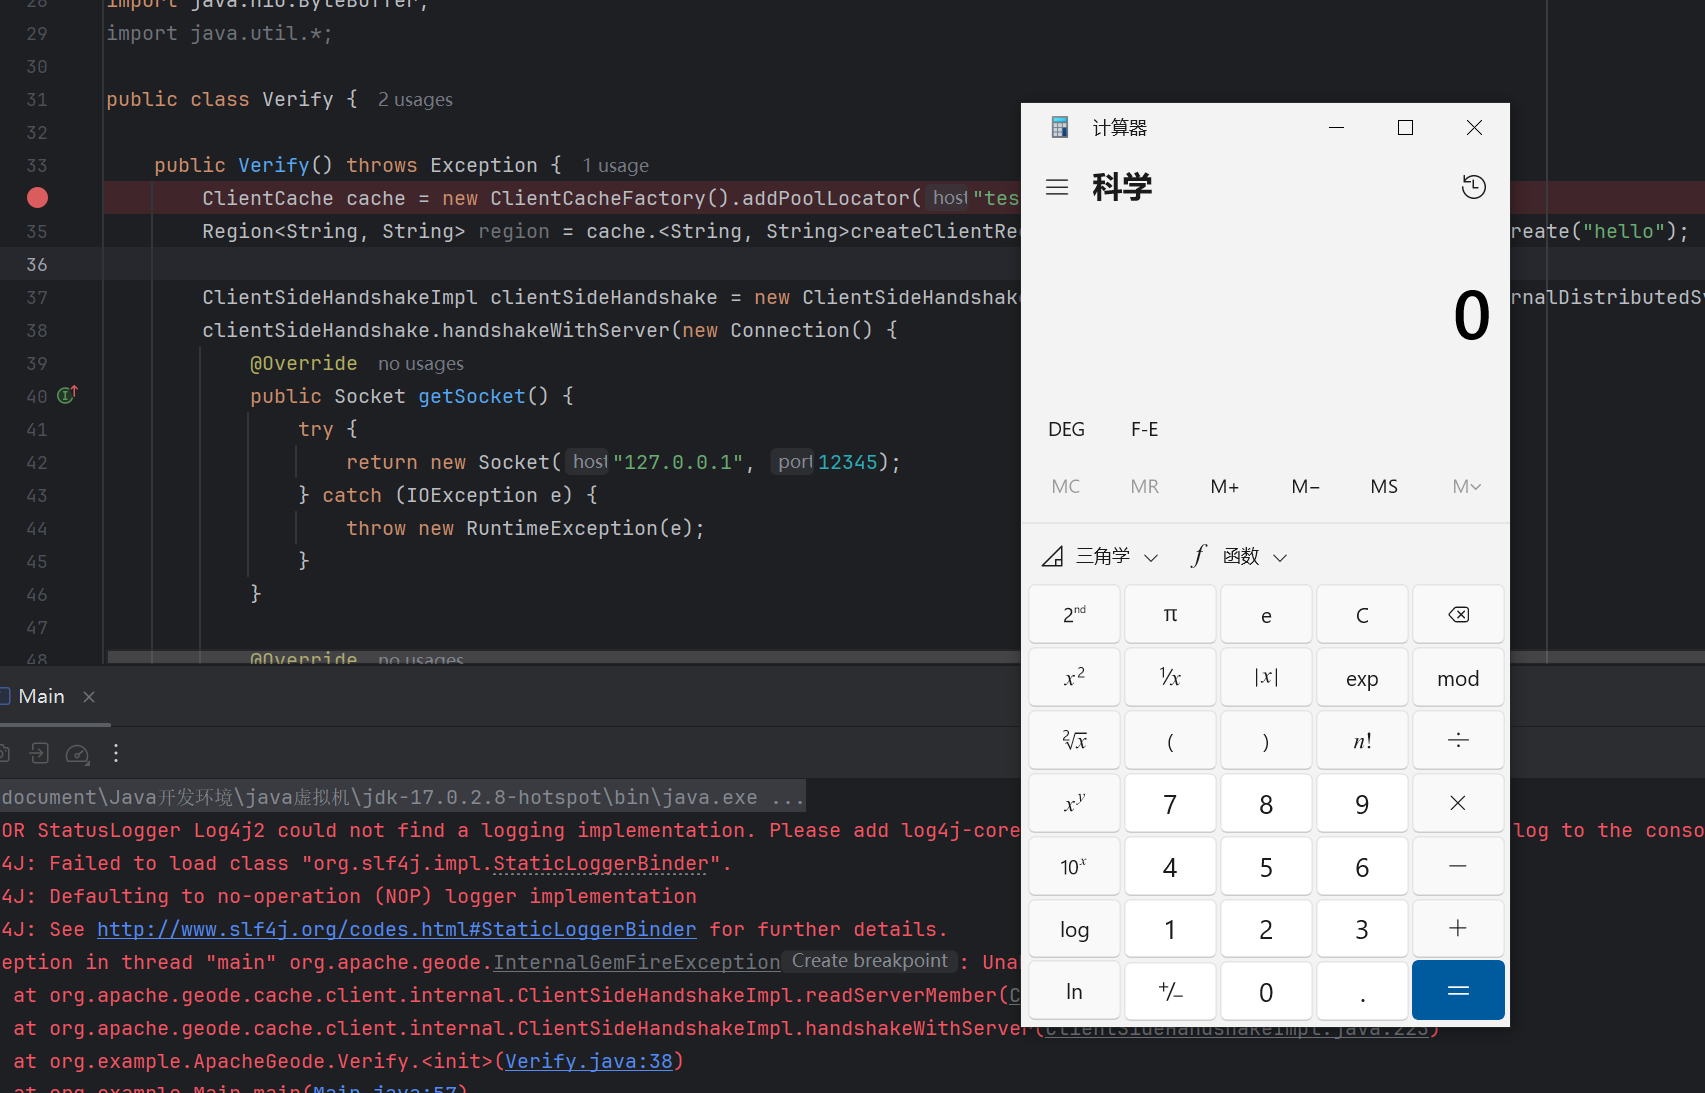 28 import java.nio.ByteBuffer;
29 import java.util.*;
30
31 public class Verify { 2 usages
32
33 public Verify() throws Exception { 1 usage
ClientCache cache = new ClientCacheFactory().addPoolLocator( host "tes
35 Region<String, String> region = cache.<String, String>createClientRe reate("hello");
36
37 ClientSideHandshakeImpl clientSideHandshake = new ClientSideHandshak rnalDistributedSy
38 clientSideHandshake.handshakeWithServer(new Connection() {
39 @Override no usages
40 public Socket getSocket() {
41 try {
42 return new Socket( host "127.0.0.1", port 12345);
43 } catch (IOException e) {
44 throw new RuntimeException(e);
45 }
46 }
47
48 @Override no usages
Main
document\Java开发环境\java虚拟机\jdk-17.0.2.8-hotspot\bin\java.exe ...
OR StatusLogger Log4j2 could not find a logging implementation. Please add log4j-core log to the conso
4J: Failed to load class "org.slf4j.impl.StaticLoggerBinder".
4J: Defaulting to no-operation (NOP) logger implementation
4J: See http://www.slf4j.org/codes.html#StaticLoggerBinder for further details.
eption in thread "main" org.apache.geode.InternalGemFireException Create breakpoint : Una
at org.apache.geode.cache.client.internal.ClientSideHandshakeImpl.readServerMember(C
at org.apache.geode.cache.client.internal.ClientSideHandshakeImpl.handshakeWithServer(ClientSideHandshakeImpl.java:223)
at org.example.ApacheGeode.Verify.<init>(Verify.java:38)
at org.example.Main.main(Main.java:57)
计算器
科学
0
DEG F-E
MC MR M+ M− MS M
三角学 f 函数
2nd π e C
x² ¹/x |x| exp mod
²√x ( ) n! ÷
xʸ 7 8 9 ×
10ˣ 4 5 6 −
log 1 2 3 +
ln +/− 0 . =